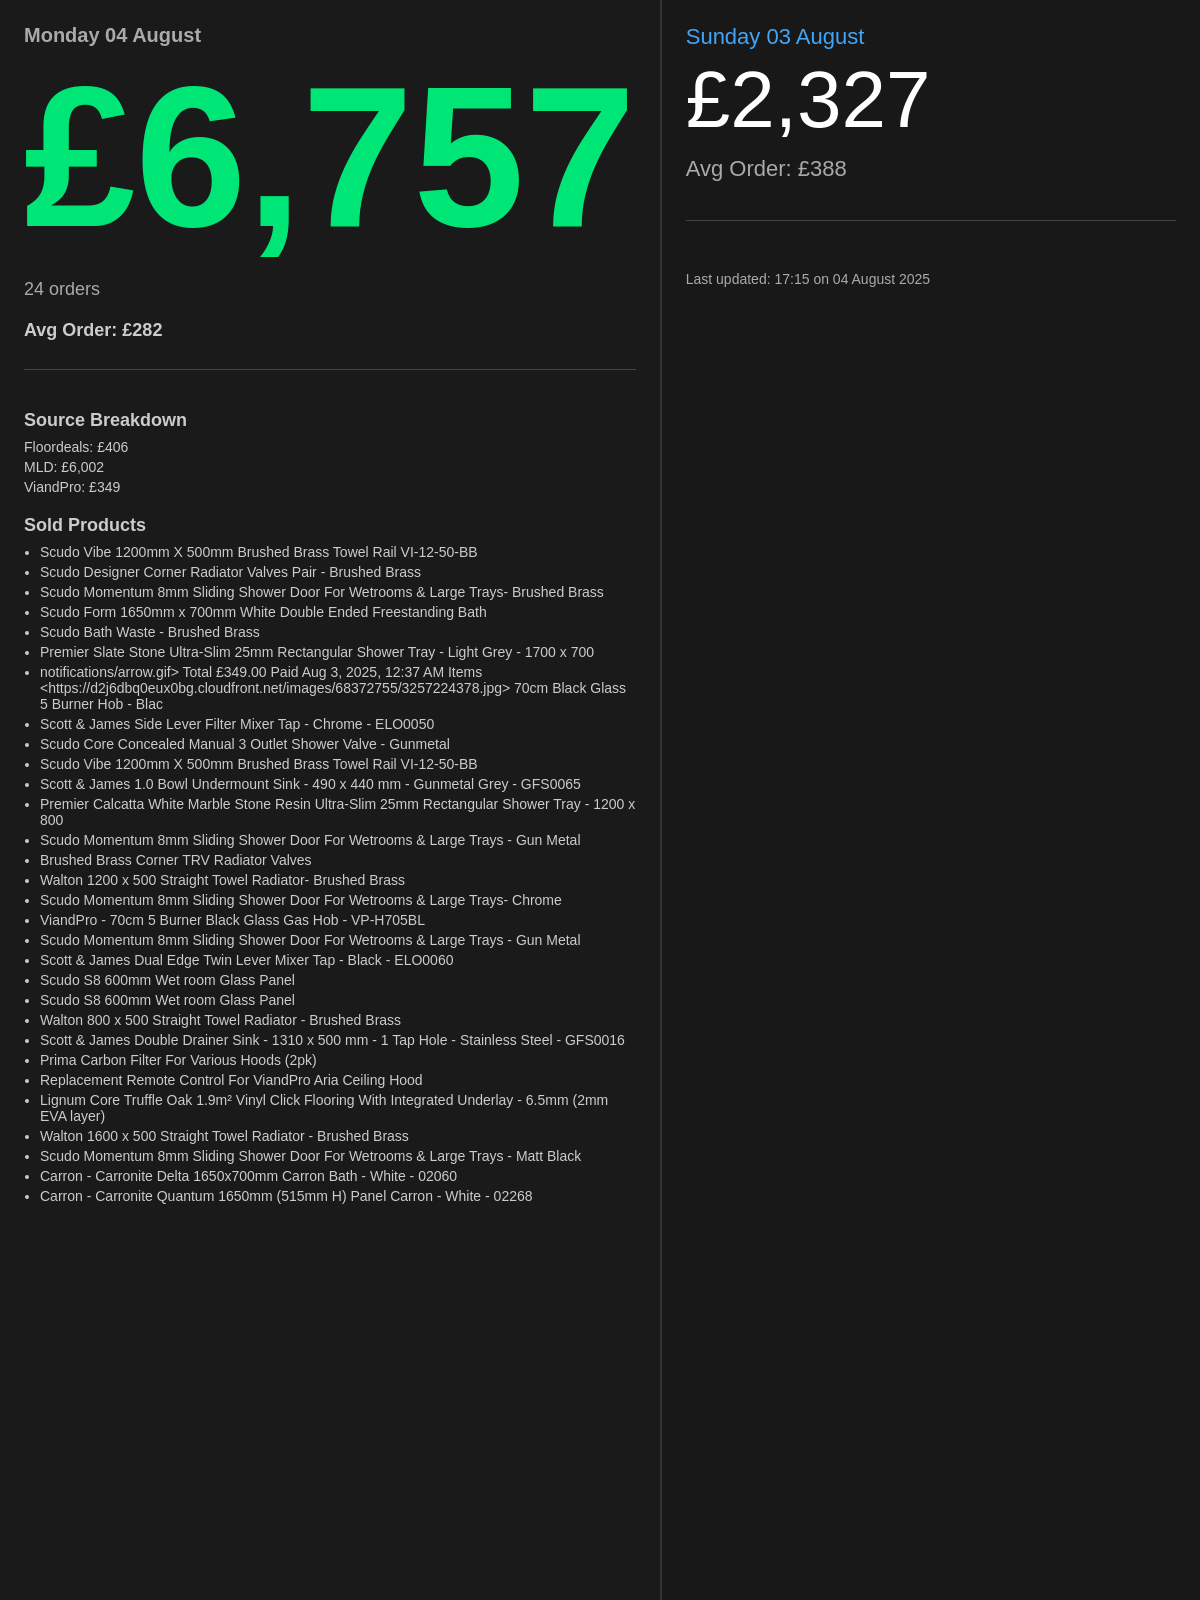 Monday 04 August
£6,757
24 orders
Avg Order: £282
Source Breakdown
Floordeals: £406
MLD: £6,002
ViandPro: £349
Sold Products
• Scudo Vibe 1200mm X 500mm Brushed Brass Towel Rail VI-12-50-BB
• Scudo Designer Corner Radiator Valves Pair - Brushed Brass
• Scudo Momentum 8mm Sliding Shower Door For Wetrooms & Large Trays- Brushed Brass
• Scudo Form 1650mm x 700mm White Double Ended Freestanding Bath
• Scudo Bath Waste - Brushed Brass
• Premier Slate Stone Ultra-Slim 25mm Rectangular Shower Tray - Light Grey - 1700 x 700
• notifications/arrow.gif> Total £349.00 Paid Aug 3, 2025, 12:37 AM Items
<https://d2j6dbq0eux0bg.cloudfront.net/images/68372755/3257224378.jpg> 70cm Black Glass
5 Burner Hob - Blac
• Scott & James Side Lever Filter Mixer Tap - Chrome - ELO0050
• Scudo Core Concealed Manual 3 Outlet Shower Valve - Gunmetal
• Scudo Vibe 1200mm X 500mm Brushed Brass Towel Rail VI-12-50-BB
• Scott & James 1.0 Bowl Undermount Sink - 490 x 440 mm - Gunmetal Grey - GFS0065
• Premier Calcatta White Marble Stone Resin Ultra-Slim 25mm Rectangular Shower Tray - 1200 x
800
• Scudo Momentum 8mm Sliding Shower Door For Wetrooms & Large Trays - Gun Metal
• Brushed Brass Corner TRV Radiator Valves
• Walton 1200 x 500 Straight Towel Radiator- Brushed Brass
• Scudo Momentum 8mm Sliding Shower Door For Wetrooms & Large Trays- Chrome
• ViandPro - 70cm 5 Burner Black Glass Gas Hob - VP-H705BL
• Scudo Momentum 8mm Sliding Shower Door For Wetrooms & Large Trays - Gun Metal
• Scott & James Dual Edge Twin Lever Mixer Tap - Black - ELO0060
• Scudo S8 600mm Wet room Glass Panel
• Scudo S8 600mm Wet room Glass Panel
• Walton 800 x 500 Straight Towel Radiator - Brushed Brass
• Scott & James Double Drainer Sink - 1310 x 500 mm - 1 Tap Hole - Stainless Steel - GFS0016
• Prima Carbon Filter For Various Hoods (2pk)
• Replacement Remote Control For ViandPro Aria Ceiling Hood
• Lignum Core Truffle Oak 1.9m² Vinyl Click Flooring With Integrated Underlay - 6.5mm (2mm
EVA layer)
• Walton 1600 x 500 Straight Towel Radiator - Brushed Brass
• Scudo Momentum 8mm Sliding Shower Door For Wetrooms & Large Trays - Matt Black
• Carron - Carronite Delta 1650x700mm Carron Bath - White - 02060
• Carron - Carronite Quantum 1650mm (515mm H) Panel Carron - White - 02268
Sunday 03 August
£2,327
Avg Order: £388
Last updated: 17:15 on 04 August 2025